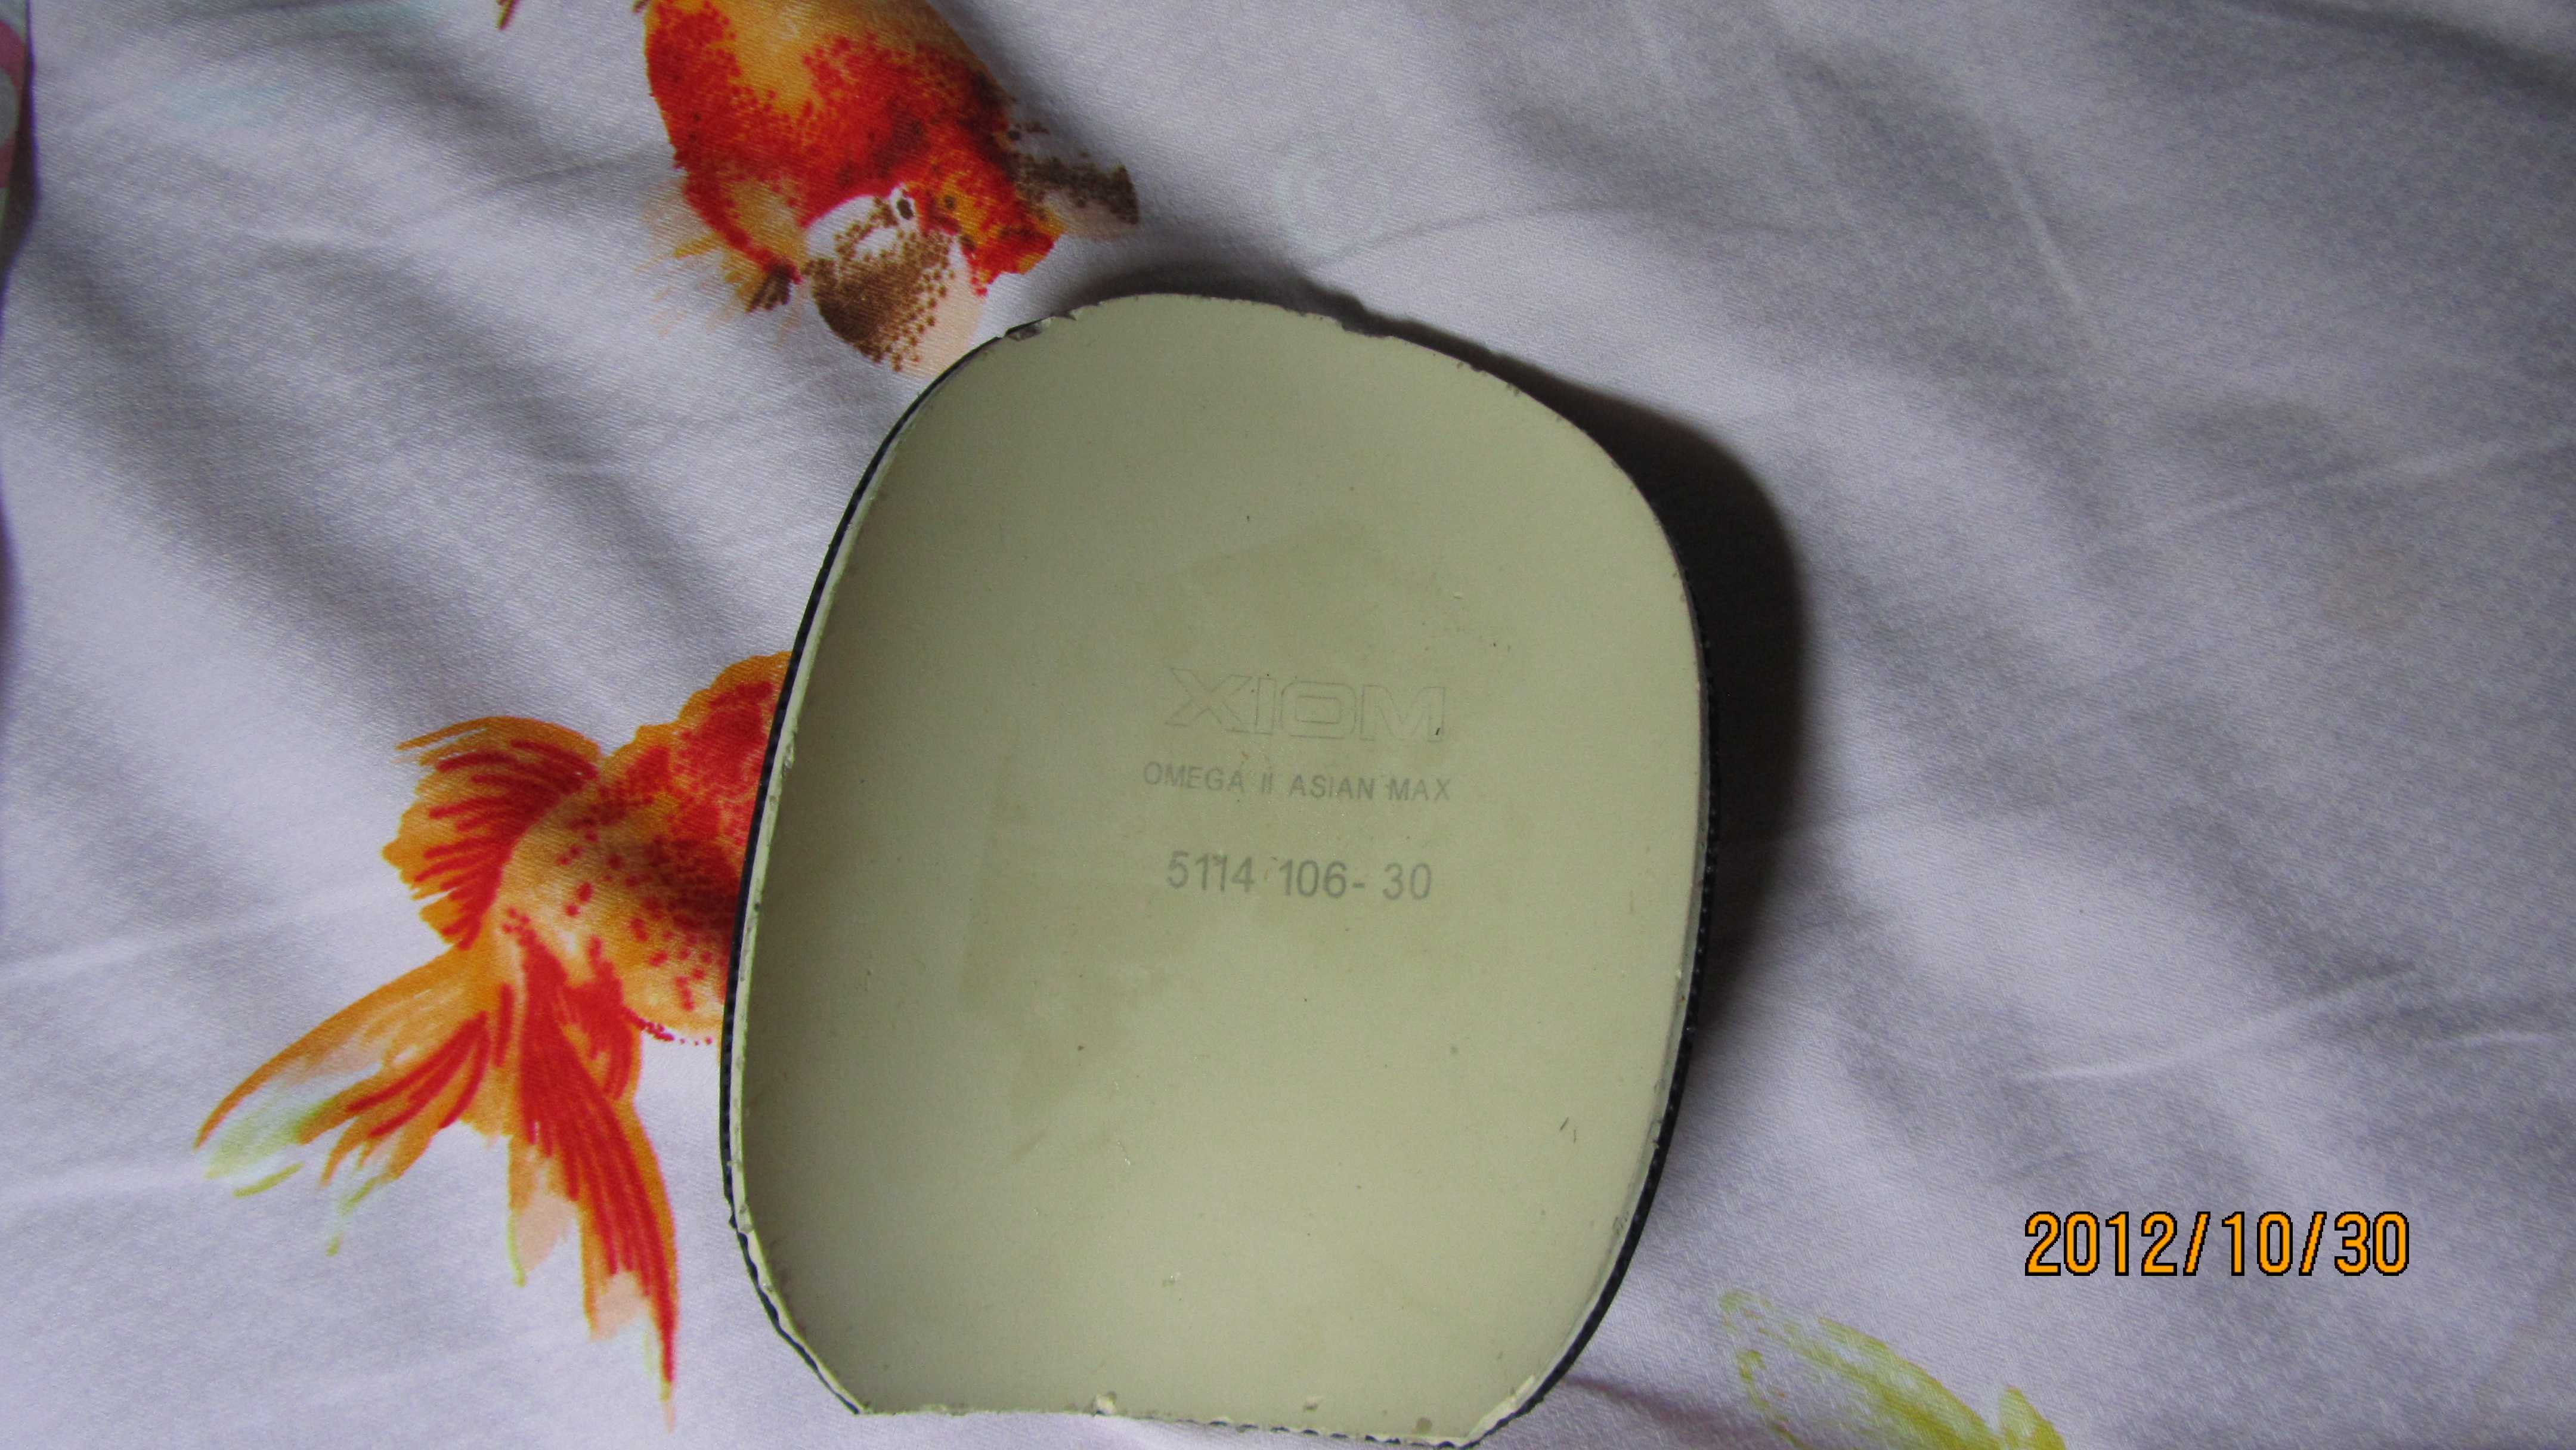 XIOM
OMEGA II ASIAN MAX
5114 106- 30
2012/10/30